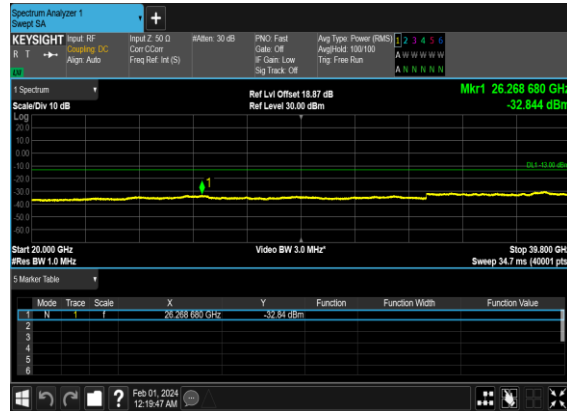 Spectrum Analyzer 1
Swept SA
+
KEYSIGHT Input: RF Input Z: 50 Ω #Atten: 30 dB PNO: Fast Avg Type: Power (RMS) 1 2 3 4 5 6
R T Coupling: DC Corr CCorr Gate: Off Avg|Hold: 100/100 A W W W W W
Align: Auto Freq Ref: Int (S) IF Gain: Low Trig: Free Run
LW Sig Track: Off A N N N N N
1 Spectrum Ref Lvl Offset 18.87 dB Mkr1 26.268 680 GHz
Scale/Div 10 dB Ref Level 30.00 dBm -32.844 dBm
Log
20.0
10.0
0.00
-10.0 DL1 -13.00 dBm
-20.0
-30.0 1
-40.0
-50.0
-60.0
Start 20.000 GHz Video BW 3.0 MHz* Stop 39.800 GHz
#Res BW 1.0 MHz Sweep 34.7 ms (40001 pts)
5 Marker Table
Mode Trace Scale X Y Function Function Width Function Value
1 N 1 f 26.268 680 GHz -32.84 dBm
2
3
4
5
6
? Feb 01, 2024
12:19:47 AM